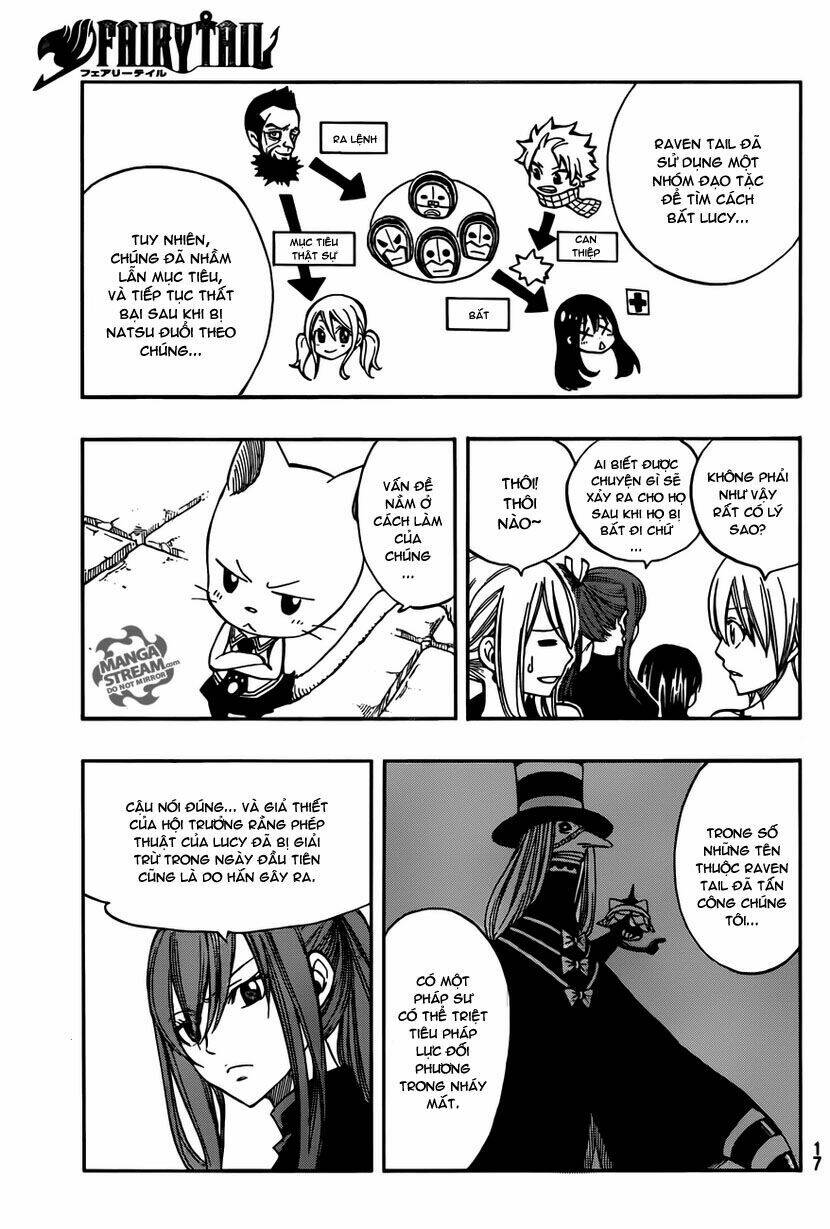 FAIRY TAIL
フェアリーテイル
RAVEN TAIL ĐÃ
SỬ DỤNG MỘT
NHÓM ĐẠO TẶC
ĐỂ TÌM CÁCH
BẮT LUCY...
RA LỆNH
MỤC TIÊU
THẬT SỰ
CAN
THIỆP
BẮT
TUY NHIÊN,
CHÚNG ĐÃ NHẦM
LẪN MỤC TIÊU,
VÀ TIẾP TỤC THẤT
BẠI SAU KHI BỊ
NATSU ĐUỔI THEO
CHÚNG...
KHÔNG PHẢI
NHƯ VẬY
RẤT CÓ LÝ
SAO?
AI BIẾT ĐƯỢC
CHUYỆN GÌ SẼ
XẢY RA CHO HỌ
SAU KHI HỌ BỊ
BẮT ĐI CHỨ
...
THÔI!
THÔI
NÀO~
VẤN ĐỀ
NẰM Ở
CÁCH LÀM
CỦA
CHÚNG
...
MANGA
STREAM.com
DO NOT MIRROR
TRONG SỐ
NHỮNG TÊN
THUỘC RAVEN
TAIL ĐÃ TẤN
CÔNG CHÚNG
TÔI...
CÓ MỘT
PHÁP SƯ
CÓ THỂ TRIỆT
TIÊU PHÁP
LỰC ĐỐI
PHƯƠNG
TRONG NHÁY
MẮT.
CẬU NÓI ĐÚNG... VÀ GIẢ THIẾT
CỦA HỘI TRƯỞNG RẰNG PHÉP
THUẬT CỦA LUCY ĐÃ BỊ GIẢI
TRỪ TRONG NGÀY ĐẦU TIÊN
CŨNG LÀ DO HẮN GÂY RA.
17